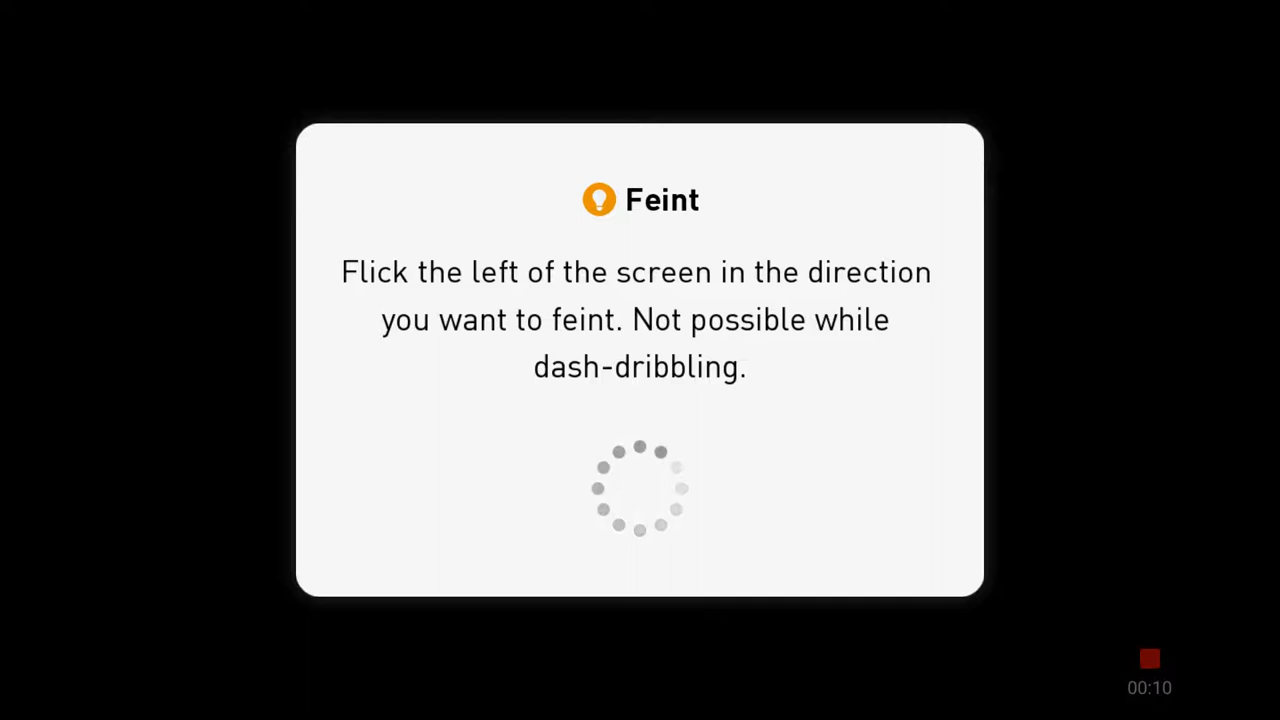 Feint
Flick the left of the screen in the direction
you want to feint. Not possible while
dash-dribbling.
00:10